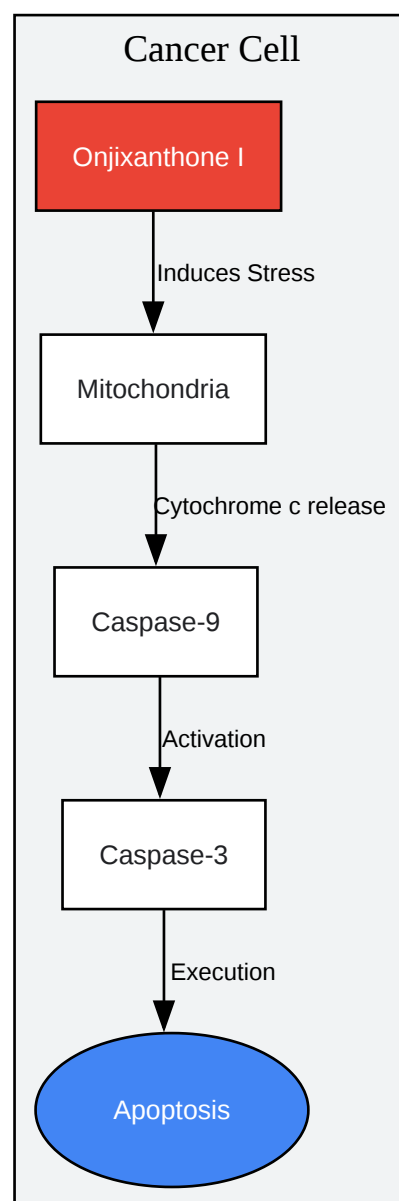 Cancer Cell
Onjixanthone I
Induces Stress
Mitochondria
Cytochrome c release
Caspase-9
Activation
Caspase-3
Execution
Apoptosis